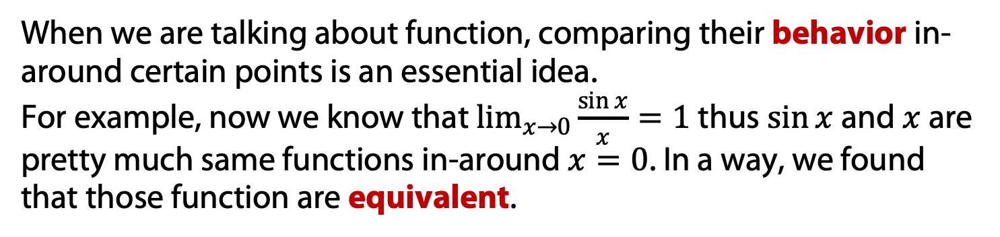 When we are talking about function, comparing their behavior in-
around certain points is an essential idea.
For example, now we know that lim_{x→0} \frac{sin x}{x} = 1 thus sin x and x are
pretty much same functions in-around x = 0. In a way, we found
that those function are equivalent.